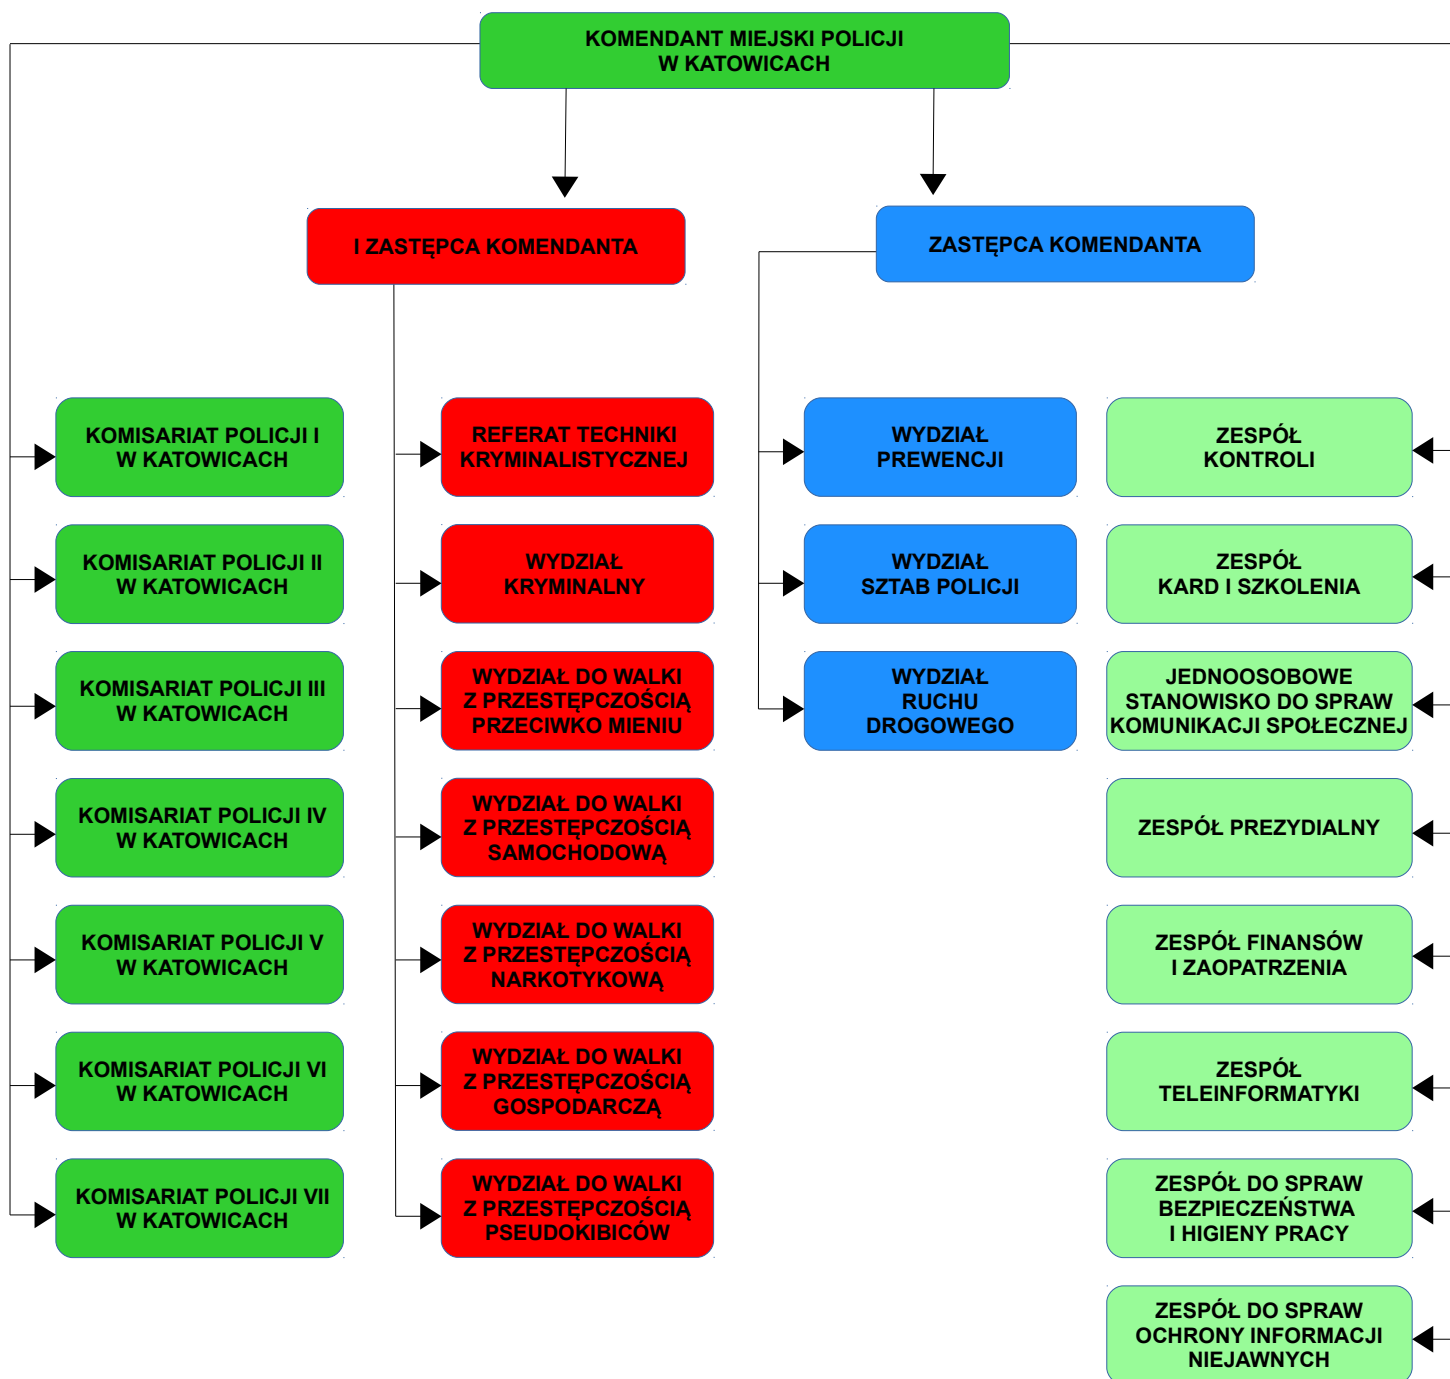 KOMENDANT MIEJSKI POLICJI
W KATOWICACH
I ZASTĘPCA KOMENDANTA
ZASTĘPCA KOMENDANTA
KOMISARIAT POLICJI I
W KATOWICACH
KOMISARIAT POLICJI II
W KATOWICACH
KOMISARIAT POLICJI III
W KATOWICACH
KOMISARIAT POLICJI IV
W KATOWICACH
KOMISARIAT POLICJI V
W KATOWICACH
KOMISARIAT POLICJI VI
W KATOWICACH
KOMISARIAT POLICJI VII
W KATOWICACH
REFERAT TECHNIKI
KRYMINALISTYCZNEJ
WYDZIAŁ
KRYMINALNY
WYDZIAŁ DO WALKI
Z PRZESTĘPCZOŚCIĄ
PRZECIWKO MIENIU
WYDZIAŁ DO WALKI
Z PRZESTĘPCZOŚCIĄ
SAMOCHODOWĄ
WYDZIAŁ DO WALKI
Z PRZESTĘPCZOŚCIĄ
NARKOTYKOWĄ
WYDZIAŁ DO WALKI
Z PRZESTĘPCZOŚCIĄ
GOSPODARCZĄ
WYDZIAŁ DO WALKI
Z PRZESTĘPCZOŚCIĄ
PSEUDOKIBICÓW
WYDZIAŁ
PREWENCJI
WYDZIAŁ
SZTAB POLICJI
WYDZIAŁ
RUCHU
DROGOWEGO
ZESPÓŁ
KONTROLI
ZESPÓŁ
KARD I SZKOLENIA
JEDNOOSOBOWE
STANOWISKO DO SPRAW
KOMUNIKACJI SPOŁECZNEJ
ZESPÓŁ PREZYDIALNY
ZESPÓŁ FINANSÓW
I ZAOPATRZENIA
ZESPÓŁ
TELEINFORMATYKI
ZESPÓŁ DO SPRAW
BEZPIECZEŃSTWA
I HIGIENY PRACY
ZESPÓŁ DO SPRAW
OCHRONY INFORMACJI
NIEJAWNYCH